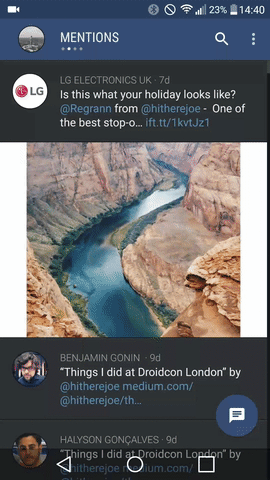 23% 14:40
MENTIONS
LG
LG ELECTRONICS UK · 7d
Is this what your holiday looks like?
@Regrann from @hitherejoe - One of
the best stop-o... ift.tt/1kvtJz1
BENJAMIN GONIN · 9d
“Things I did at Droidcon London” by
@hitherejoe medium.com/
@hitherejoe/th...
HALYSON GONÇALVES · 9d
“Things I did at Droidcon London” by
@hitherejoe medium.com/